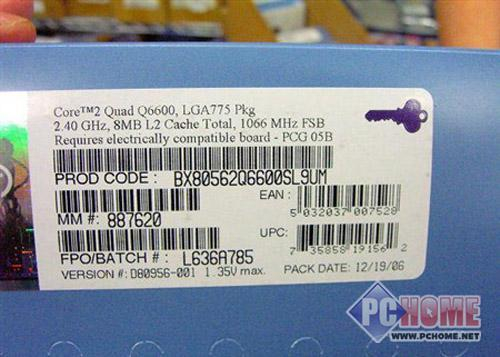 Core™2 Quad Q6600, LGA775 Pkg
2.40 GHz, 8MB L2 Cache Total, 1066 MHz FSB
Requires electrically compatible board - PCG 05B
PROD CODE : BX80562Q6600SL9UM
EAN :
5 032037 007528
MM #: 887620
UPC:
7 35858 19156 2
FPO/BATCH # : L636A785
VERSION #: D80956-001 1.35V max.
PACK DATE: 12/19/06
PCHOME
WWW.PCHOME.NET